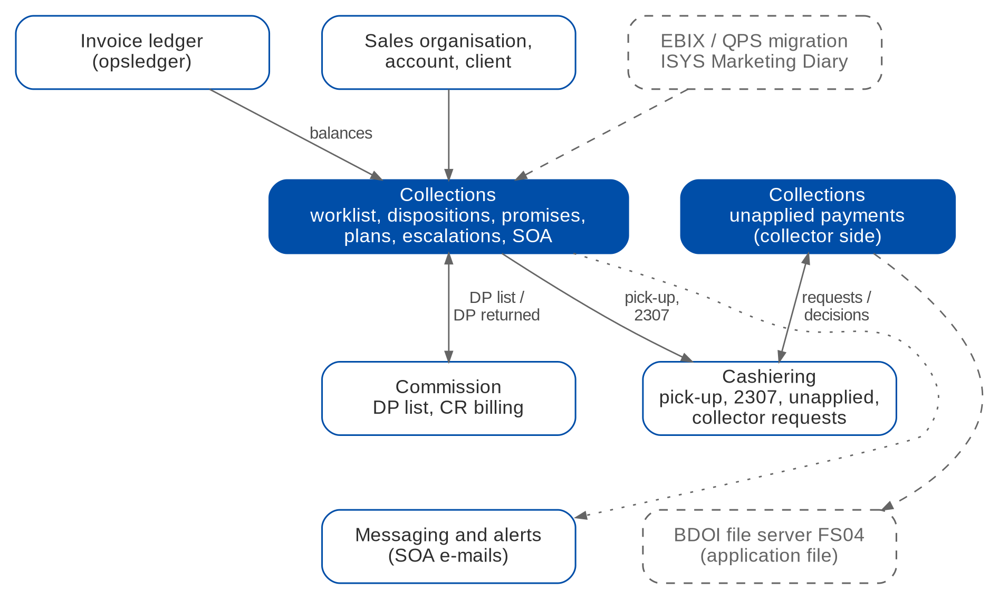 Invoice ledger
(opsledger)
Sales organisation,
account, client
EBIX / QPS migration
ISYS Marketing Diary
balances
Collections
worklist, dispositions, promises,
plans, escalations, SOA
Collections
unapplied payments
(collector side)
DP list /
DP returned
pick-up,
2307
requests /
decisions
Commission
DP list, CR billing
Cashiering
pick-up, 2307, unapplied,
collector requests
Messaging and alerts
(SOA e-mails)
BDOI file server FS04
(application file)